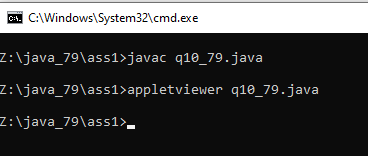 C:\Windows\System32\cmd.exe
Z:\java_79\ass1>javac q10_79.java
Z:\java_79\ass1>appletviewer q10_79.java
Z:\java_79\ass1>